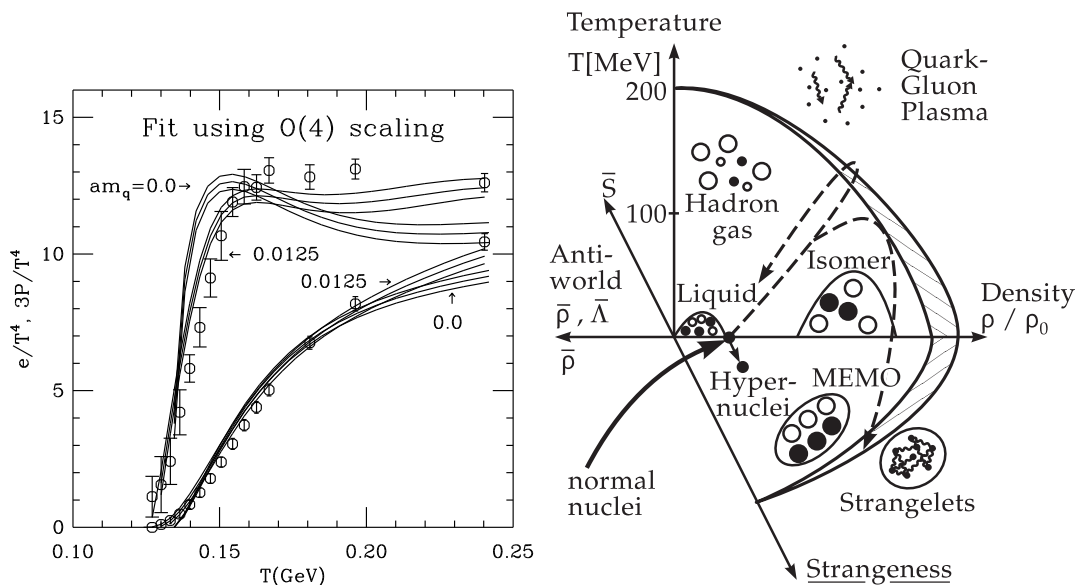 Fit using O(4) scaling
am_q=0.0→
← 0.0125
0.0125 →
0.0
16
15
10
5
0
e/T⁴, 3P/T⁴
0.10
0.15
0.20
0.25
T(GeV)
Temperature
T[MeV]
200
100
Quark-
Gluon
Plasma
S̅
Hadron
gas
Anti-
world
ρ̅ , Λ̅
ρ̅
Liquid
Isomer
Density
ρ / ρ₀
Hyper-
nuclei
MEMO
normal
nuclei
Strangelets
Strangeness